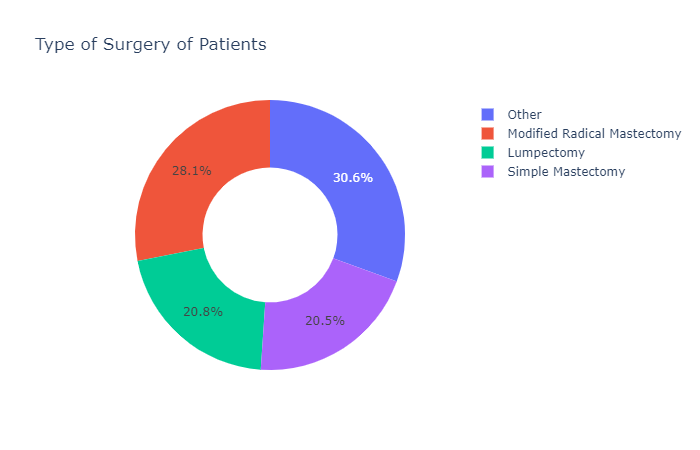 Type of Surgery of Patients
Other
Modified Radical Mastectomy
Lumpectomy
Simple Mastectomy
28.1%
30.6%
20.8%
20.5%